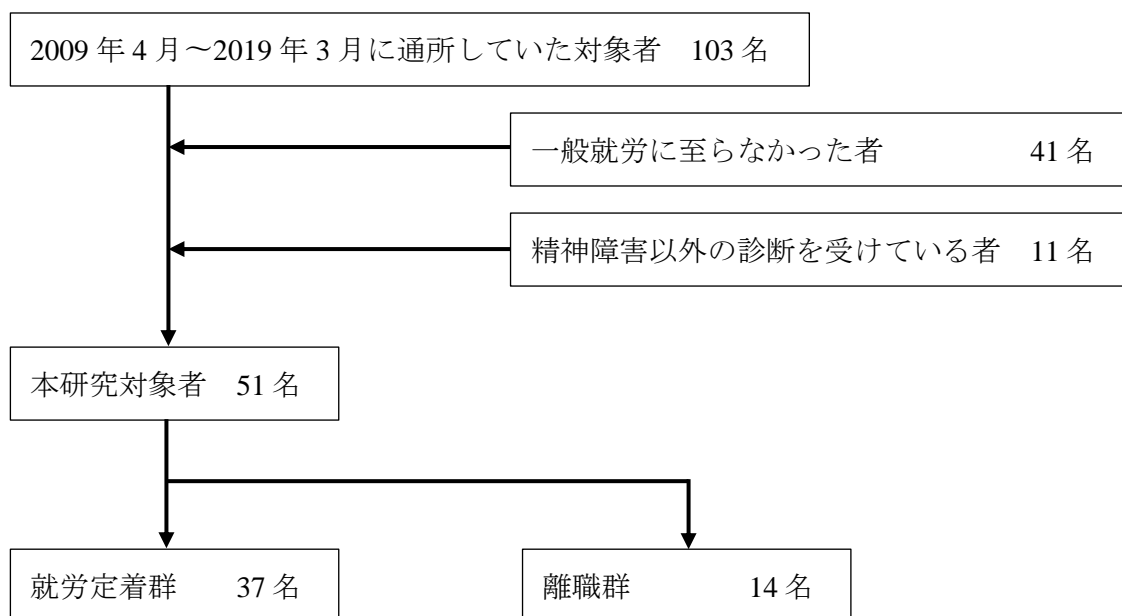 2009 年 4 月～2019 年 3 月に通所していた対象者　103 名
一般就労に至らなかった者　41 名
精神障害以外の診断を受けている者　11 名
本研究対象者　51 名
就労定着群　37 名
離職群　14 名